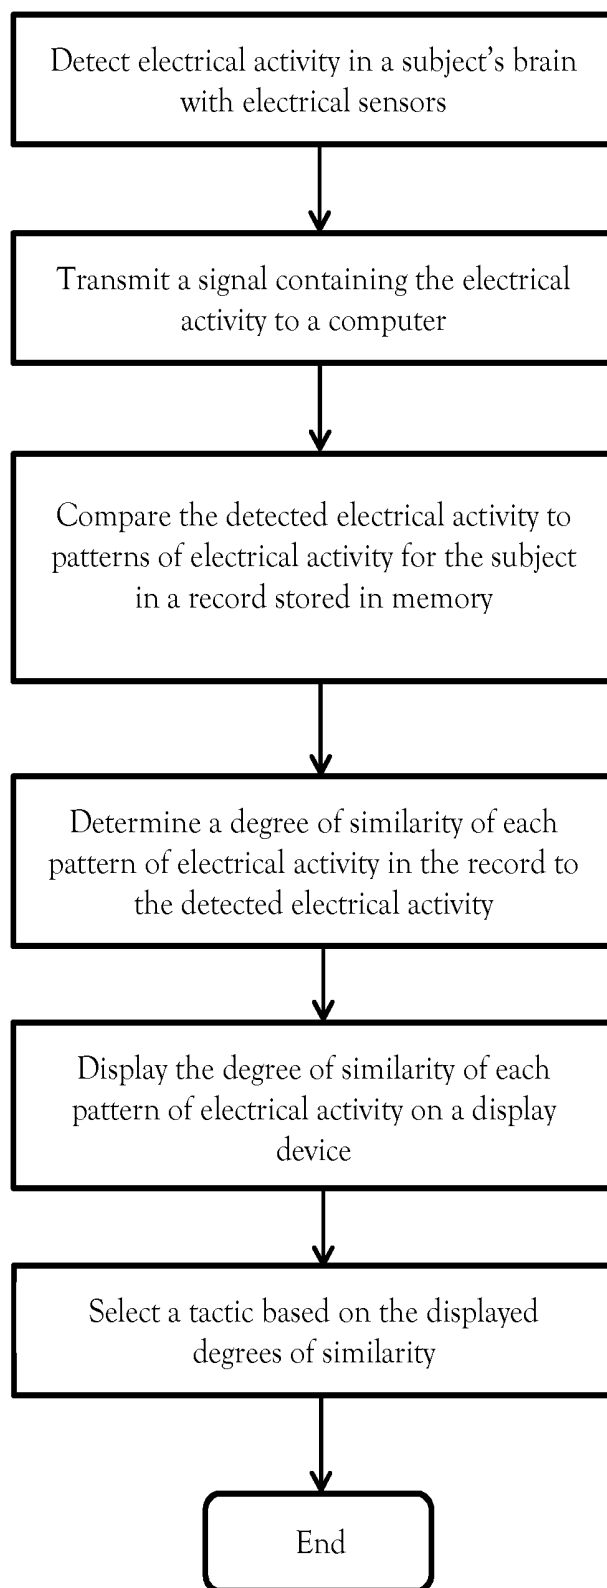 Detect electrical activity in a subject's brain
with electrical sensors
Transmit a signal containing the electrical
activity to a computer
Compare the detected electrical activity to
patterns of electrical activity for the subject
in a record stored in memory
Determine a degree of similarity of each
pattern of electrical activity in the record to
the detected electrical activity
Display the degree of similarity of each
pattern of electrical activity on a display
device
Select a tactic based on the displayed
degrees of similarity
End